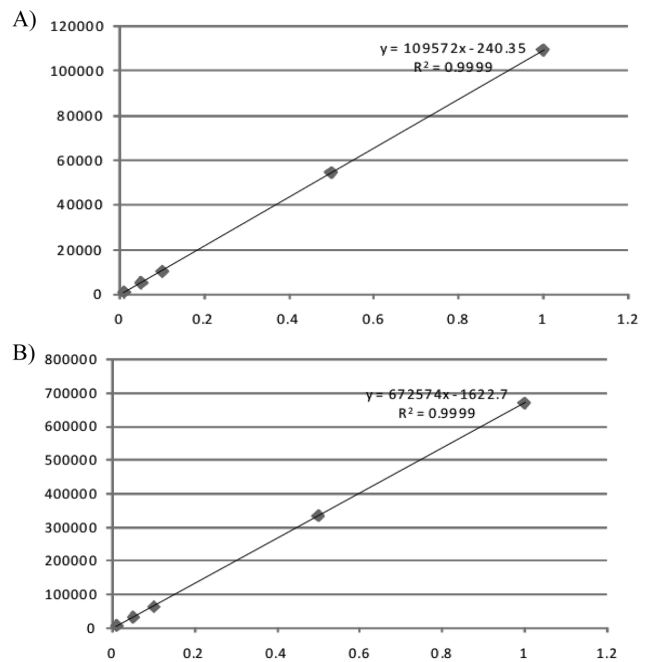 A)
120000
y = 109572x - 240.35
R² = 0.9999
100000
80000
60000
40000
20000
0
0 0.2 0.4 0.6 0.8 1 1.2
B)
800000
y = 672574x - 1622.7
R² = 0.9999
700000
600000
500000
400000
300000
200000
100000
0
0 0.2 0.4 0.6 0.8 1 1.2